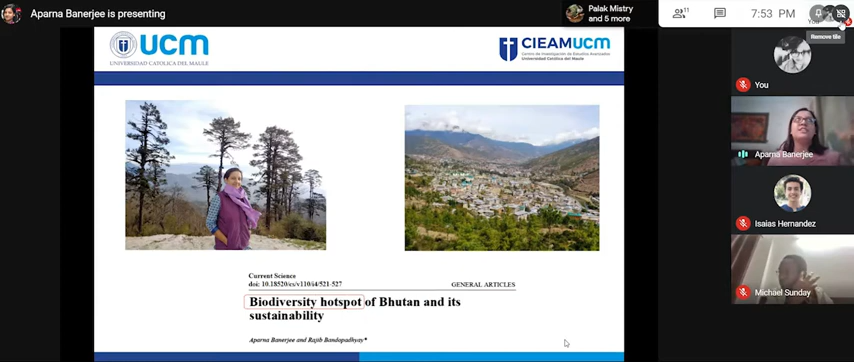 Aparna Banerjee is presenting
Palak Mistry
and 5 more
11
7:53 PM
You
Remove tile
UCM
UNIVERSIDAD CATOLICA DEL MAULE
CIEAMUCM
Centro de Investigación de Estudios Avanzados
Universidad Católica del Maule
You
Aparna Banerjee
Isaias Hernandez
Michael Sunday
Current Science
doi: 10.18520/cs/v110/i4/521-527
GENERAL ARTICLES
Biodiversity hotspot of Bhutan and its
sustainability
Aparna Banerjee and Rajib Bandopadhyay*